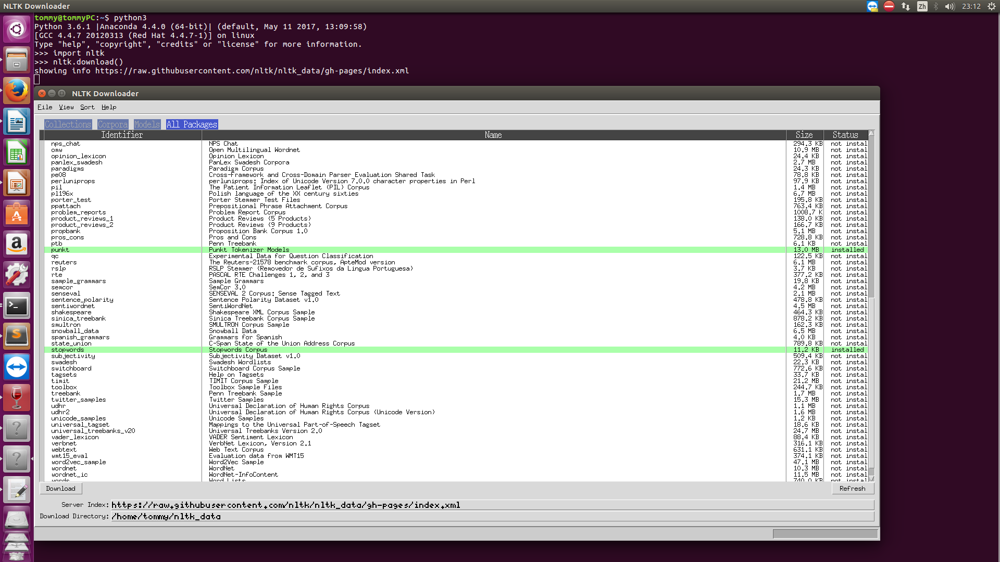 NLTK Downloader
Zh
23:12
tommy@tommyPC:~$ python3
Python 3.6.1 |Anaconda 4.4.0 (64-bit)| (default, May 11 2017, 13:09:58)
[GCC 4.4.7 20120313 (Red Hat 4.4.7-1)] on linux
Type "help", "copyright", "credits" or "license" for more information.
>>> import nltk
>>> nltk.download()
showing info https://raw.githubusercontent.com/nltk/nltk_data/gh-pages/index.xml
NLTK Downloader
File View Sort Help
Collections Corpora Models All Packages
Identifier Name Size Status
nps_chat NPS Chat 294.3 KB not instal
omw Open Multilingual Wordnet 10.9 MB not instal
opinion_lexicon Opinion Lexicon 24.4 KB not instal
panlex_swadesh PanLex Swadesh Corpora 2.7 MB not instal
paradigms Paradigm Corpus 24.3 KB not instal
pe08 Cross-Framework and Cross-Domain Parser Evaluation Shared Task 78.8 KB not instal
perluniprops perluniprops: Index of Unicode Version 7.0.0 character properties in Perl 97.9 KB not instal
pil The Patient Information Leaflet (PIL) Corpus 1.4 MB not instal
pl196x Polish language of the XX century sixties 6.7 MB not instal
porter_test Porter Stemmer Test Files 195.8 KB not instal
ppattach Prepositional Phrase Attachment Corpus 763.4 KB not instal
problem_reports Problem Report Corpus 1008.7 K not instal
product_reviews_1 Product Reviews (5 Products) 138.0 KB not instal
product_reviews_2 Product Reviews (9 Products) 166.7 KB not instal
propbank Proposition Bank Corpus 1.0 5.1 MB not instal
pros_cons Pros and Cons 728.8 KB not instal
ptb Penn Treebank 6.1 KB not instal
punkt Punkt Tokenizer Models 13.0 MB installed
qc Experimental Data for Question Classification 122.5 KB not instal
reuters The Reuters-21578 benchmark corpus, ApteMod version 6.1 MB not instal
rslp RSLP Stemmer (Removedor de Sufixos da Lingua Portuguesa) 3.7 KB not instal
rte PASCAL RTE Challenges 1, 2, and 3 377.2 KB not instal
sample_grammars Sample Grammars 19.8 KB not instal
semcor SemCor 3.0 4.2 MB not instal
senseval SENSEVAL 2 Corpus: Sense Tagged Text 2.1 MB not instal
sentence_polarity Sentence Polarity Dataset v1.0 478.8 KB not instal
sentiwordnet SentiWordNet 4.5 MB not instal
shakespeare Shakespeare XML Corpus Sample 464.3 KB not instal
sinica_treebank Sinica Treebank Corpus Sample 878.2 KB not instal
smultron SMULTRON Corpus Sample 162.3 KB not instal
snowball_data Snowball Data 6.5 MB not instal
spanish_grammars Grammars for Spanish 4.0 KB not instal
state_union C-Span State of the Union Address Corpus 789.8 KB not instal
stopwords Stopwords Corpus 11.2 KB installed
subjectivity Subjectivity Dataset v1.0 509.4 KB not instal
swadesh Swadesh Wordlists 22.3 KB not instal
switchboard Switchboard Corpus Sample 772.6 KB not instal
tagsets Help on Tagsets 33.7 KB not instal
timit TIMIT Corpus Sample 21.2 MB not instal
toolbox Toolbox Sample Files 244.7 KB not instal
treebank Penn Treebank Sample 1.7 MB not instal
twitter_samples Twitter Samples 15.3 MB not instal
udhr Universal Declaration of Human Rights Corpus 1.1 MB not instal
udhr2 Universal Declaration of Human Rights Corpus (Unicode Version) 1.6 MB not instal
unicode_samples Unicode Samples 1.2 KB not instal
universal_tagset Mappings to the Universal Part-of-Speech Tagset 18.6 KB not instal
universal_treebanks_v20 Universal Treebanks Version 2.0 24.7 MB not instal
vader_lexicon VADER Sentiment Lexicon 88.4 KB not instal
verbnet VerbNet Lexicon, Version 2.1 316.1 KB not instal
webtext Web Text Corpus 631.1 KB not instal
wmt15_eval Evaluation data from WMT15 374.1 KB not instal
word2vec_sample Word2Vec Sample 47.1 MB not instal
wordnet WordNet 10.3 MB not instal
wordnet_ic WordNet-InfoContent 11.5 MB not instal
words Word Lists 740.0 KB not instal
Download Refresh
Server Index: https://raw.githubusercontent.com/nltk/nltk_data/gh-pages/index.xml
Download Directory: /home/tommy/nltk_data